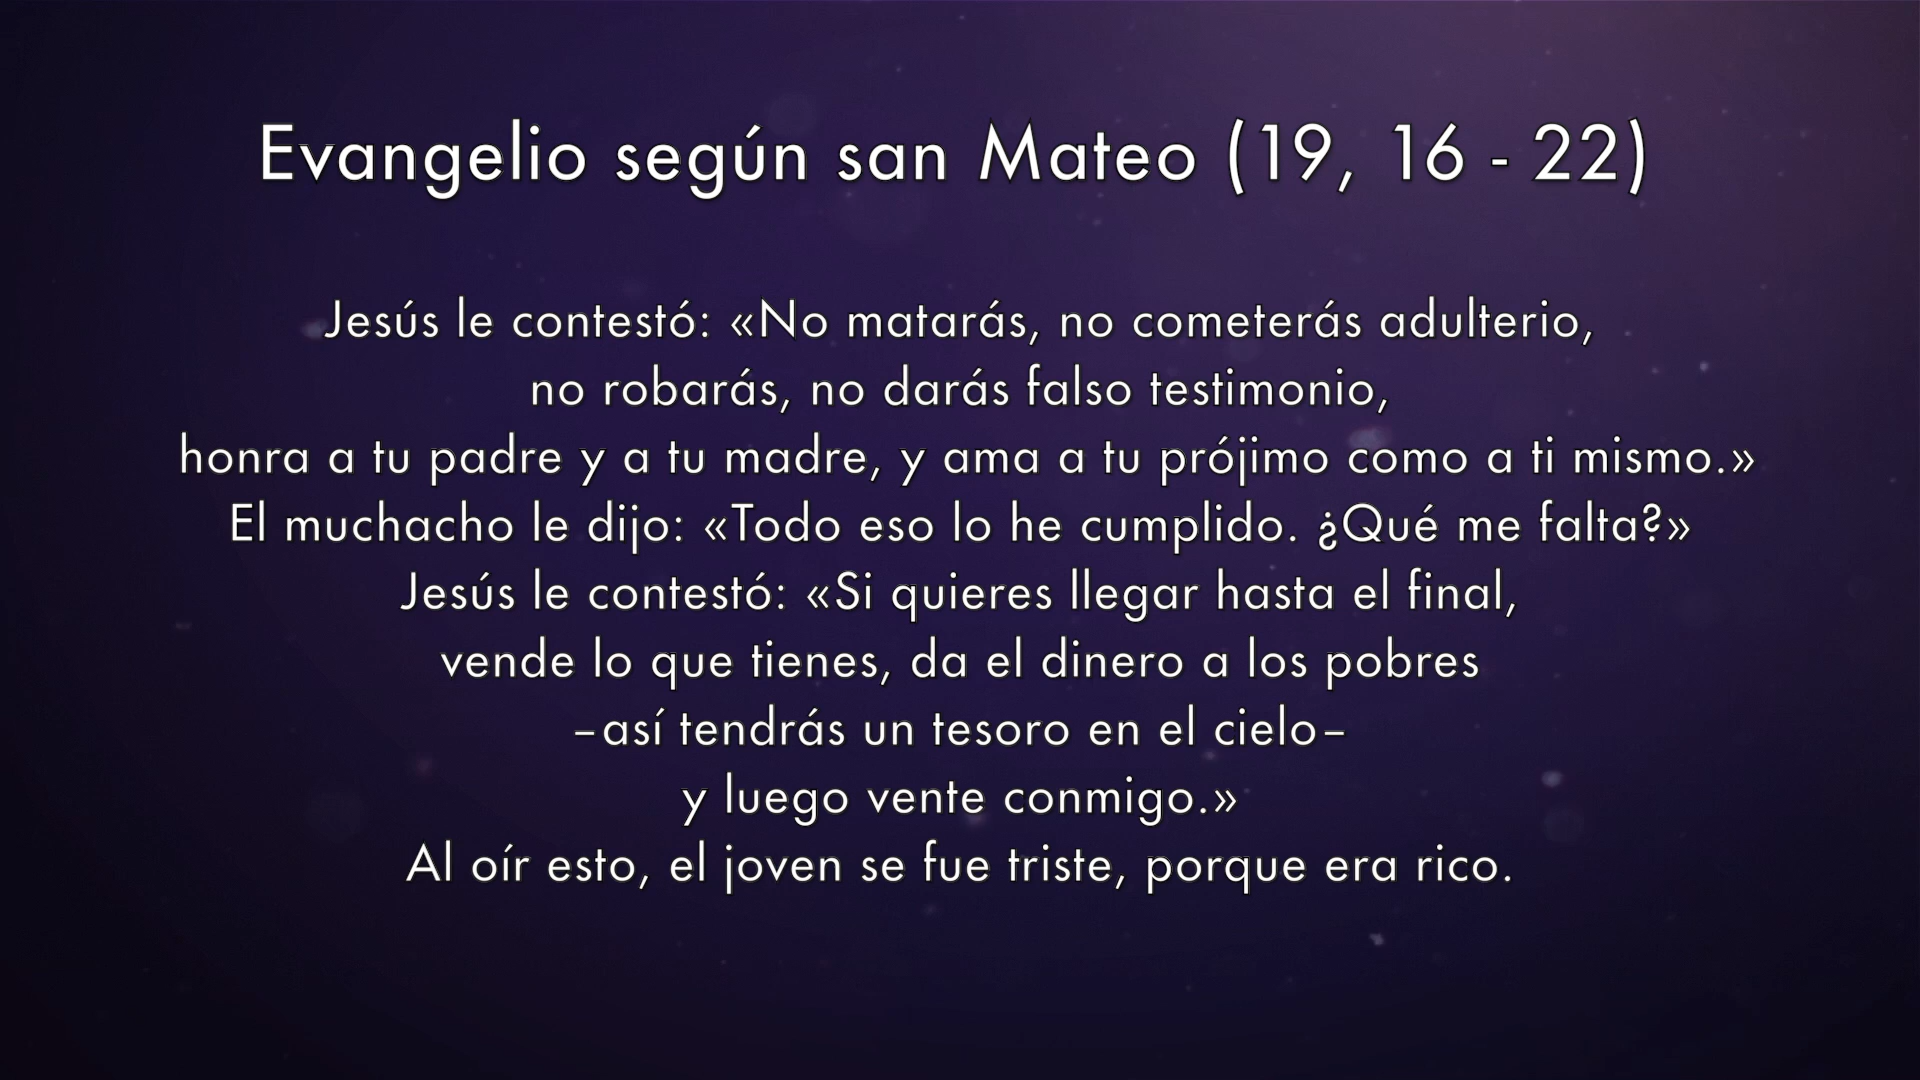 Evangelio según san Mateo (19, 16 - 22)
Jesús le contestó: «No matarás, no cometerás adulterio,
no robarás, no darás falso testimonio,
honra a tu padre y a tu madre, y ama a tu prójimo como a ti mismo.»
El muchacho le dijo: «Todo eso lo he cumplido. ¿Qué me falta?»
Jesús le contestó: «Si quieres llegar hasta el final,
vende lo que tienes, da el dinero a los pobres
–así tendrás un tesoro en el cielo–
y luego vente conmigo.»
Al oír esto, el joven se fue triste, porque era rico.